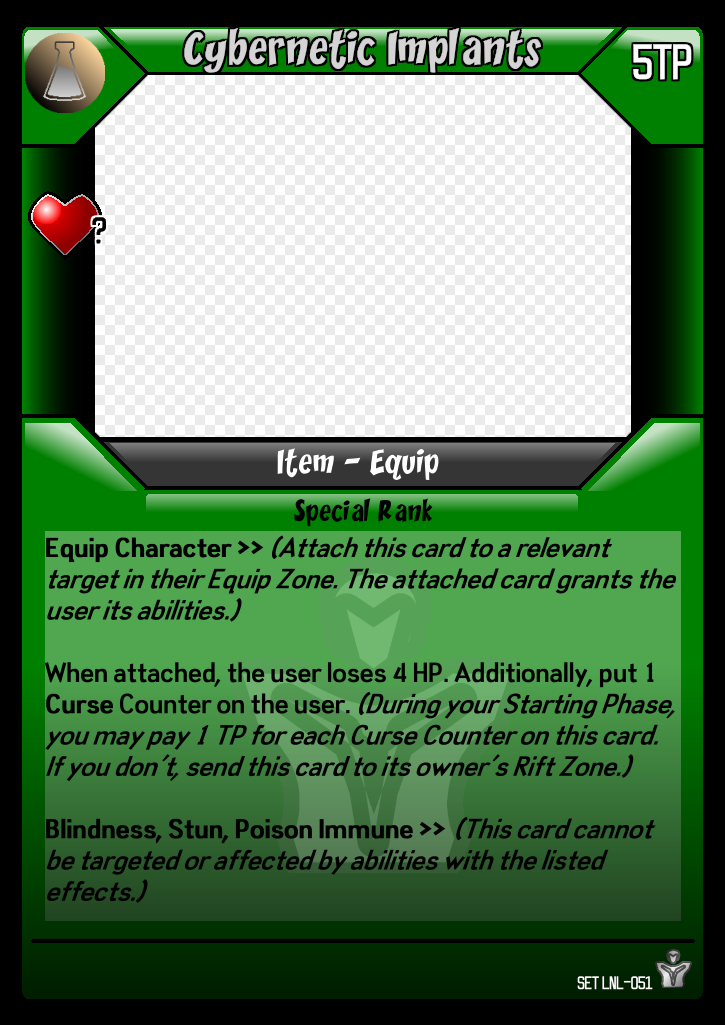 Cybernetic Implants
5TP
?
Item - Equip
Special Rank
Equip Character >> (Attach this card to a relevant
target in their Equip Zone. The attached card grants the
user its abilities.)
When attached, the user loses 4 HP. Additionally, put 1
Curse Counter on the user. (During your Starting Phase,
you may pay 1 TP for each Curse Counter on this card.
If you don't, send this card to its owner's Rift Zone.)
Blindness, Stun, Poison Immune >> (This card cannot
be targeted or affected by abilities with the listed
effects.)
SET LNL-051